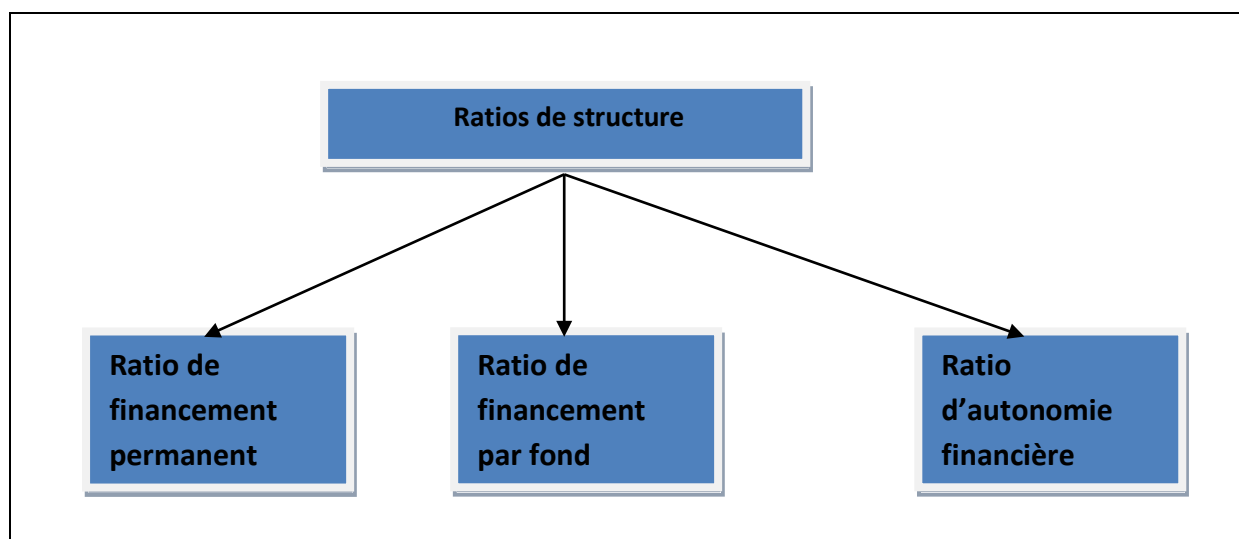 Ratios de structure
Ratio de
financement
permanent
Ratio de
financement
par fond
Ratio
d’autonomie
financière